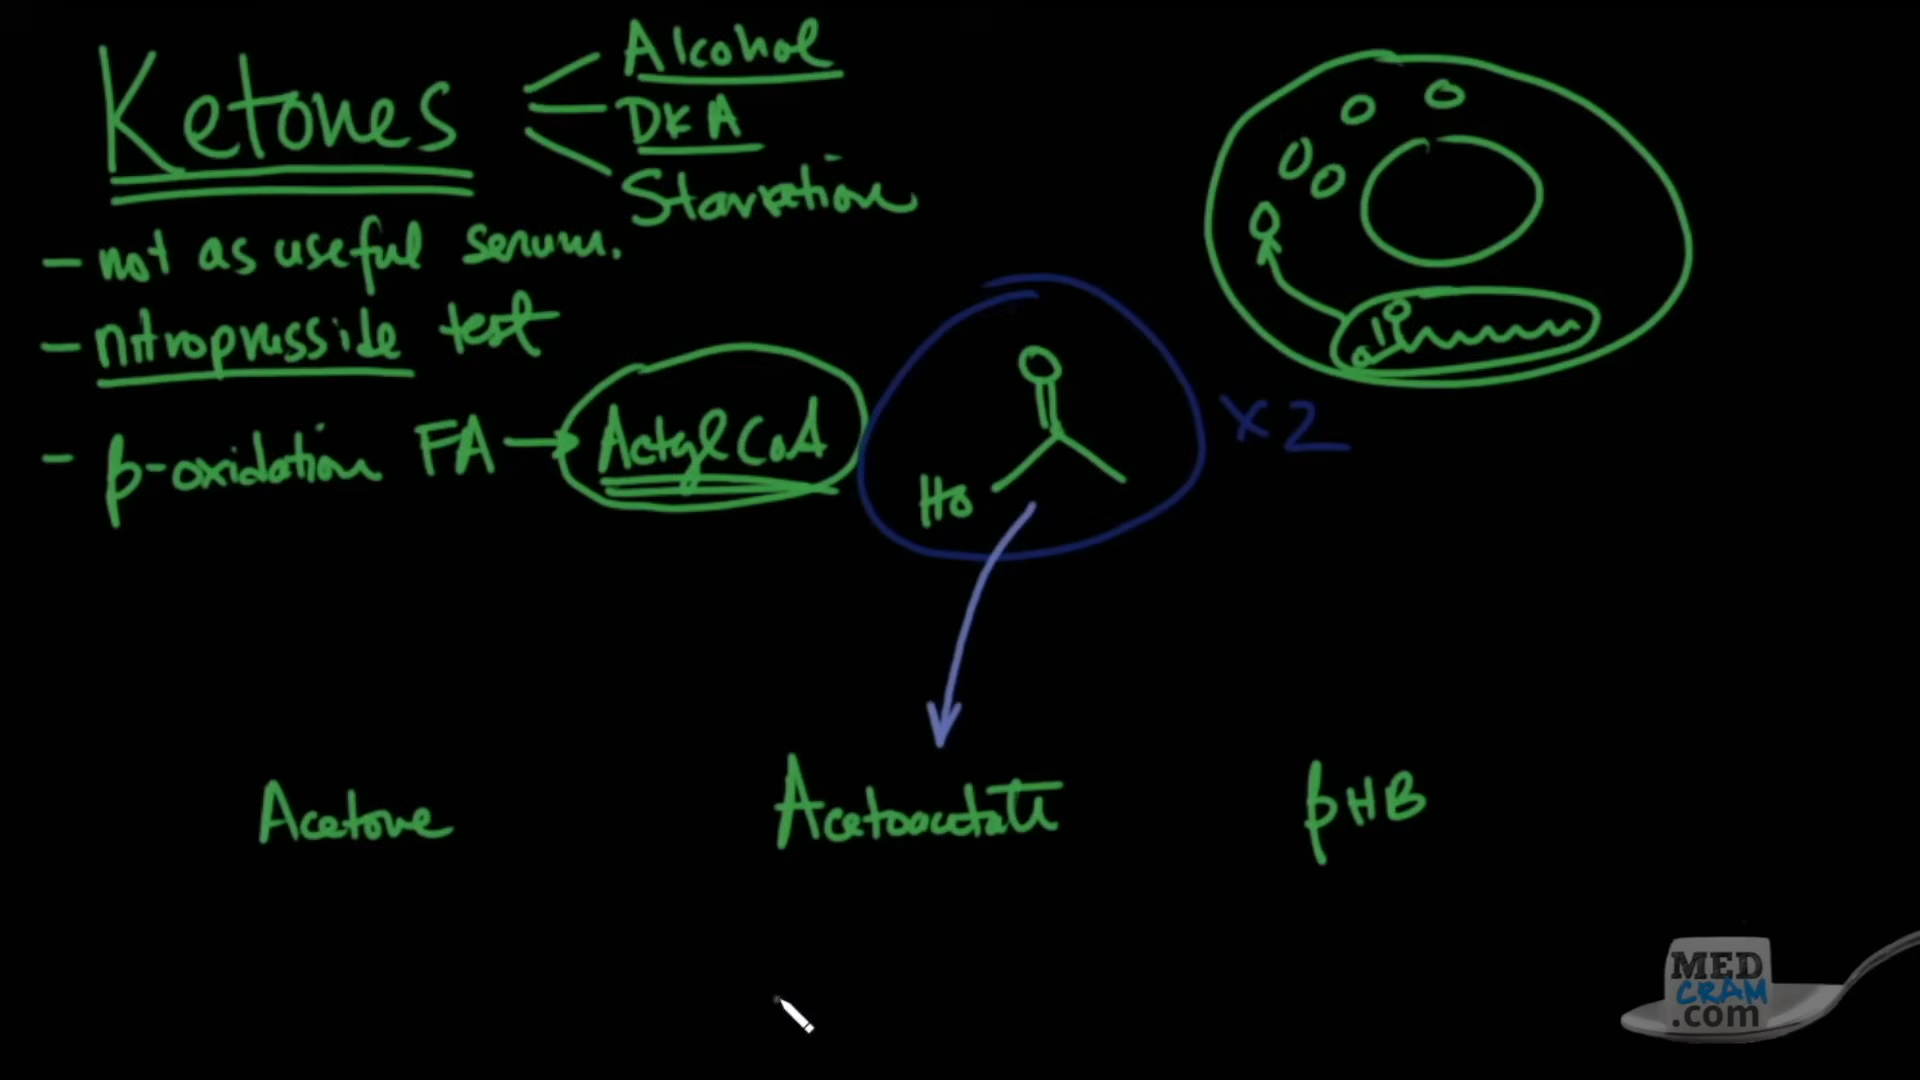 Ketones
Alcohol
DKA
Starvation
- not as useful serum.
- nitroprusside test
- β-oxidation FA → Actyl CoA
O
HO
x2
Acetone
Acetoacetate
βHB
MED
CRAM
.com